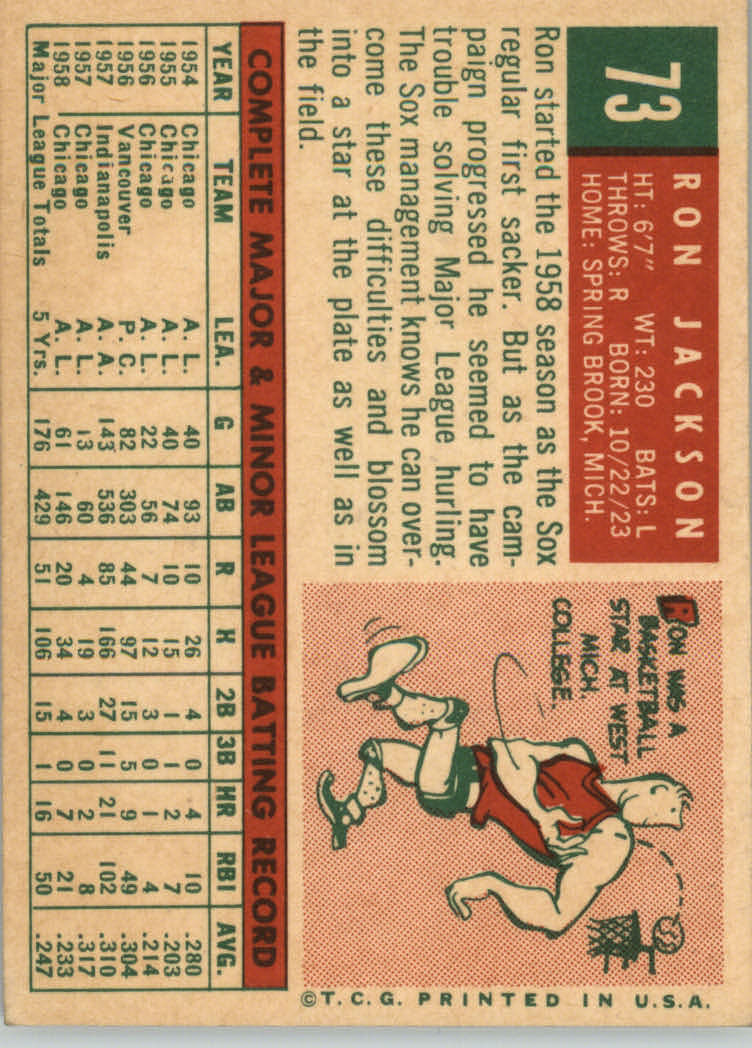 73
RON JACKSON
HT: 6'7" WT: 230 BATS: L
THROWS: R BORN: 10/22/23
HOME: SPRING BROOK, MICH.
Ron started the 1958 season as the Sox
regular first sacker. But as the cam-
paign progressed he seemed to have
trouble solving Major League hurling.
The Sox management knows he can over-
come these difficulties and blossom
into a star at the plate as well as in
the field.
RON WAS A
BASKETBALL
STAR AT WEST
MICH.
COLLEGE.
©T.C.G. PRINTED IN U.S.A.
COMPLETE MAJOR & MINOR LEAGUE BATTING RECORD
YEAR TEAM LEA. G AB R H 2B 3B HR RBI AVG.
1954 Chicago A. L. 40 93 10 26 4 0 4 10 .280
1955 Chicago A. L. 40 74 10 15 1 1 2 7 .203
1956 Chicago A. L. 22 56 7 12 3 0 1 4 .214
1956 Vancouver P. C. 82 303 44 97 15 5 9 49 .304
1957 Indianapolis A. A. 143 536 85 166 27 11 21 102 .310
1957 Chicago A. L. 13 60 4 19 3 0 2 8 .317
1958 Chicago A. L. 61 146 20 34 4 0 7 21 .233
Major League Totals 5 Yrs. 176 429 51 106 15 1 16 50 .247